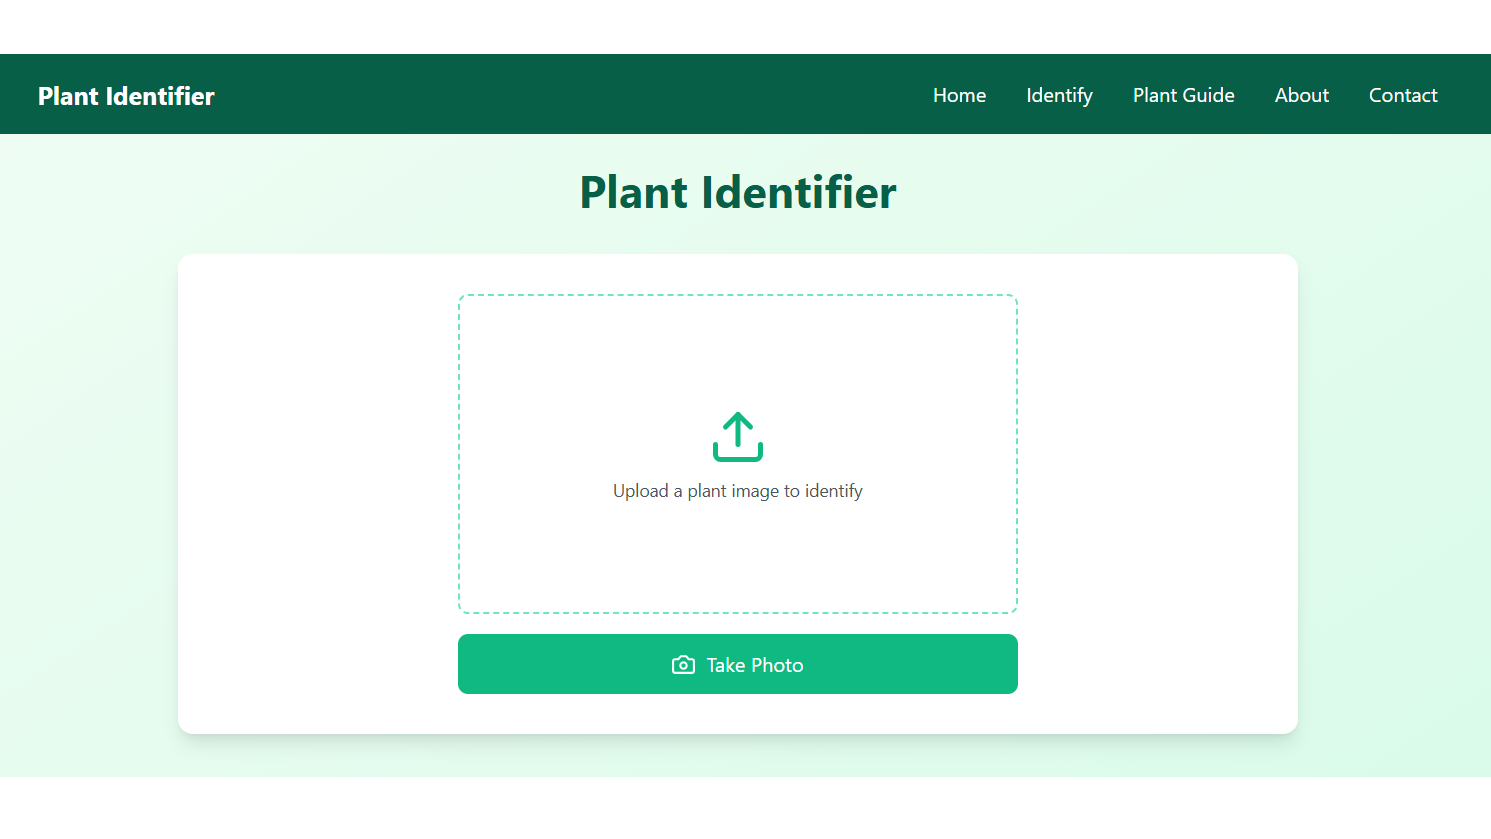 Plant Identifier
Home Identify Plant Guide About Contact
Plant Identifier
Upload a plant image to identify
Take Photo